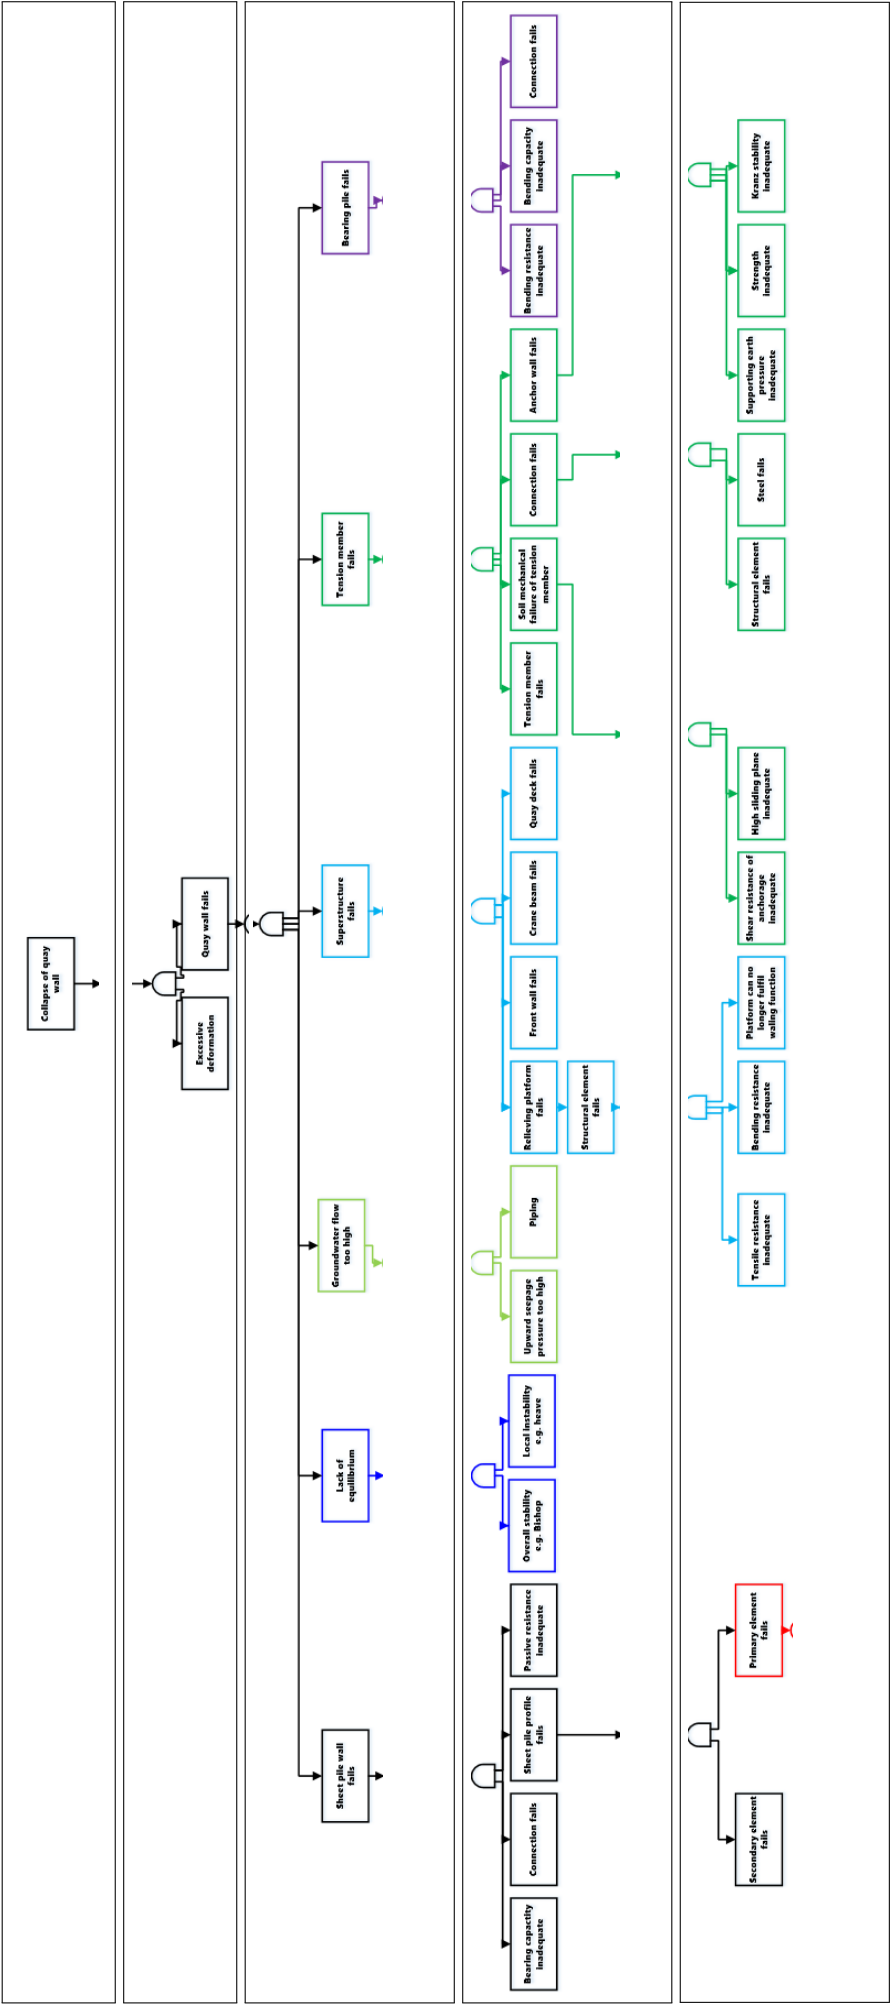 Collapse of quay
wall
Excessive
deformation
Quay wall fails
Sheet pile wall
fails
Lack of
equilibrium
Groundwater flow
too high
Superstructure
fails
Tension member
fails
Bearing pile fails
Bearing capactity
inadequate
Connection fails
Sheet pile profile
fails
Passive resistance
inadequate
Overall stability
e.g. Bishop
Local instability
e.g. heave
Upward seepage
pressure too high
Piping
Relieving platform
fails
Structural element
fails
Front wall fails
Crane beam fails
Quay deck fails
Tension member
fails
Soil mechanical
failure of tension
member
Connection fails
Anchor wall fails
Bending resistance
inadequate
Bending capacity
inadequate
Connection fails
Secondary element
fails
Primary element
fails
Tensile resistance
inadequate
Bending resistance
inadequate
Platform can no
longer fulfil
waling function
Shear resistance of
anchorage
inadequate
High sliding plane
inadequate
Structural element
fails
Steel fails
Supporting earth
pressure
inadequate
Strength
inadequate
Kranz stability
inadequate